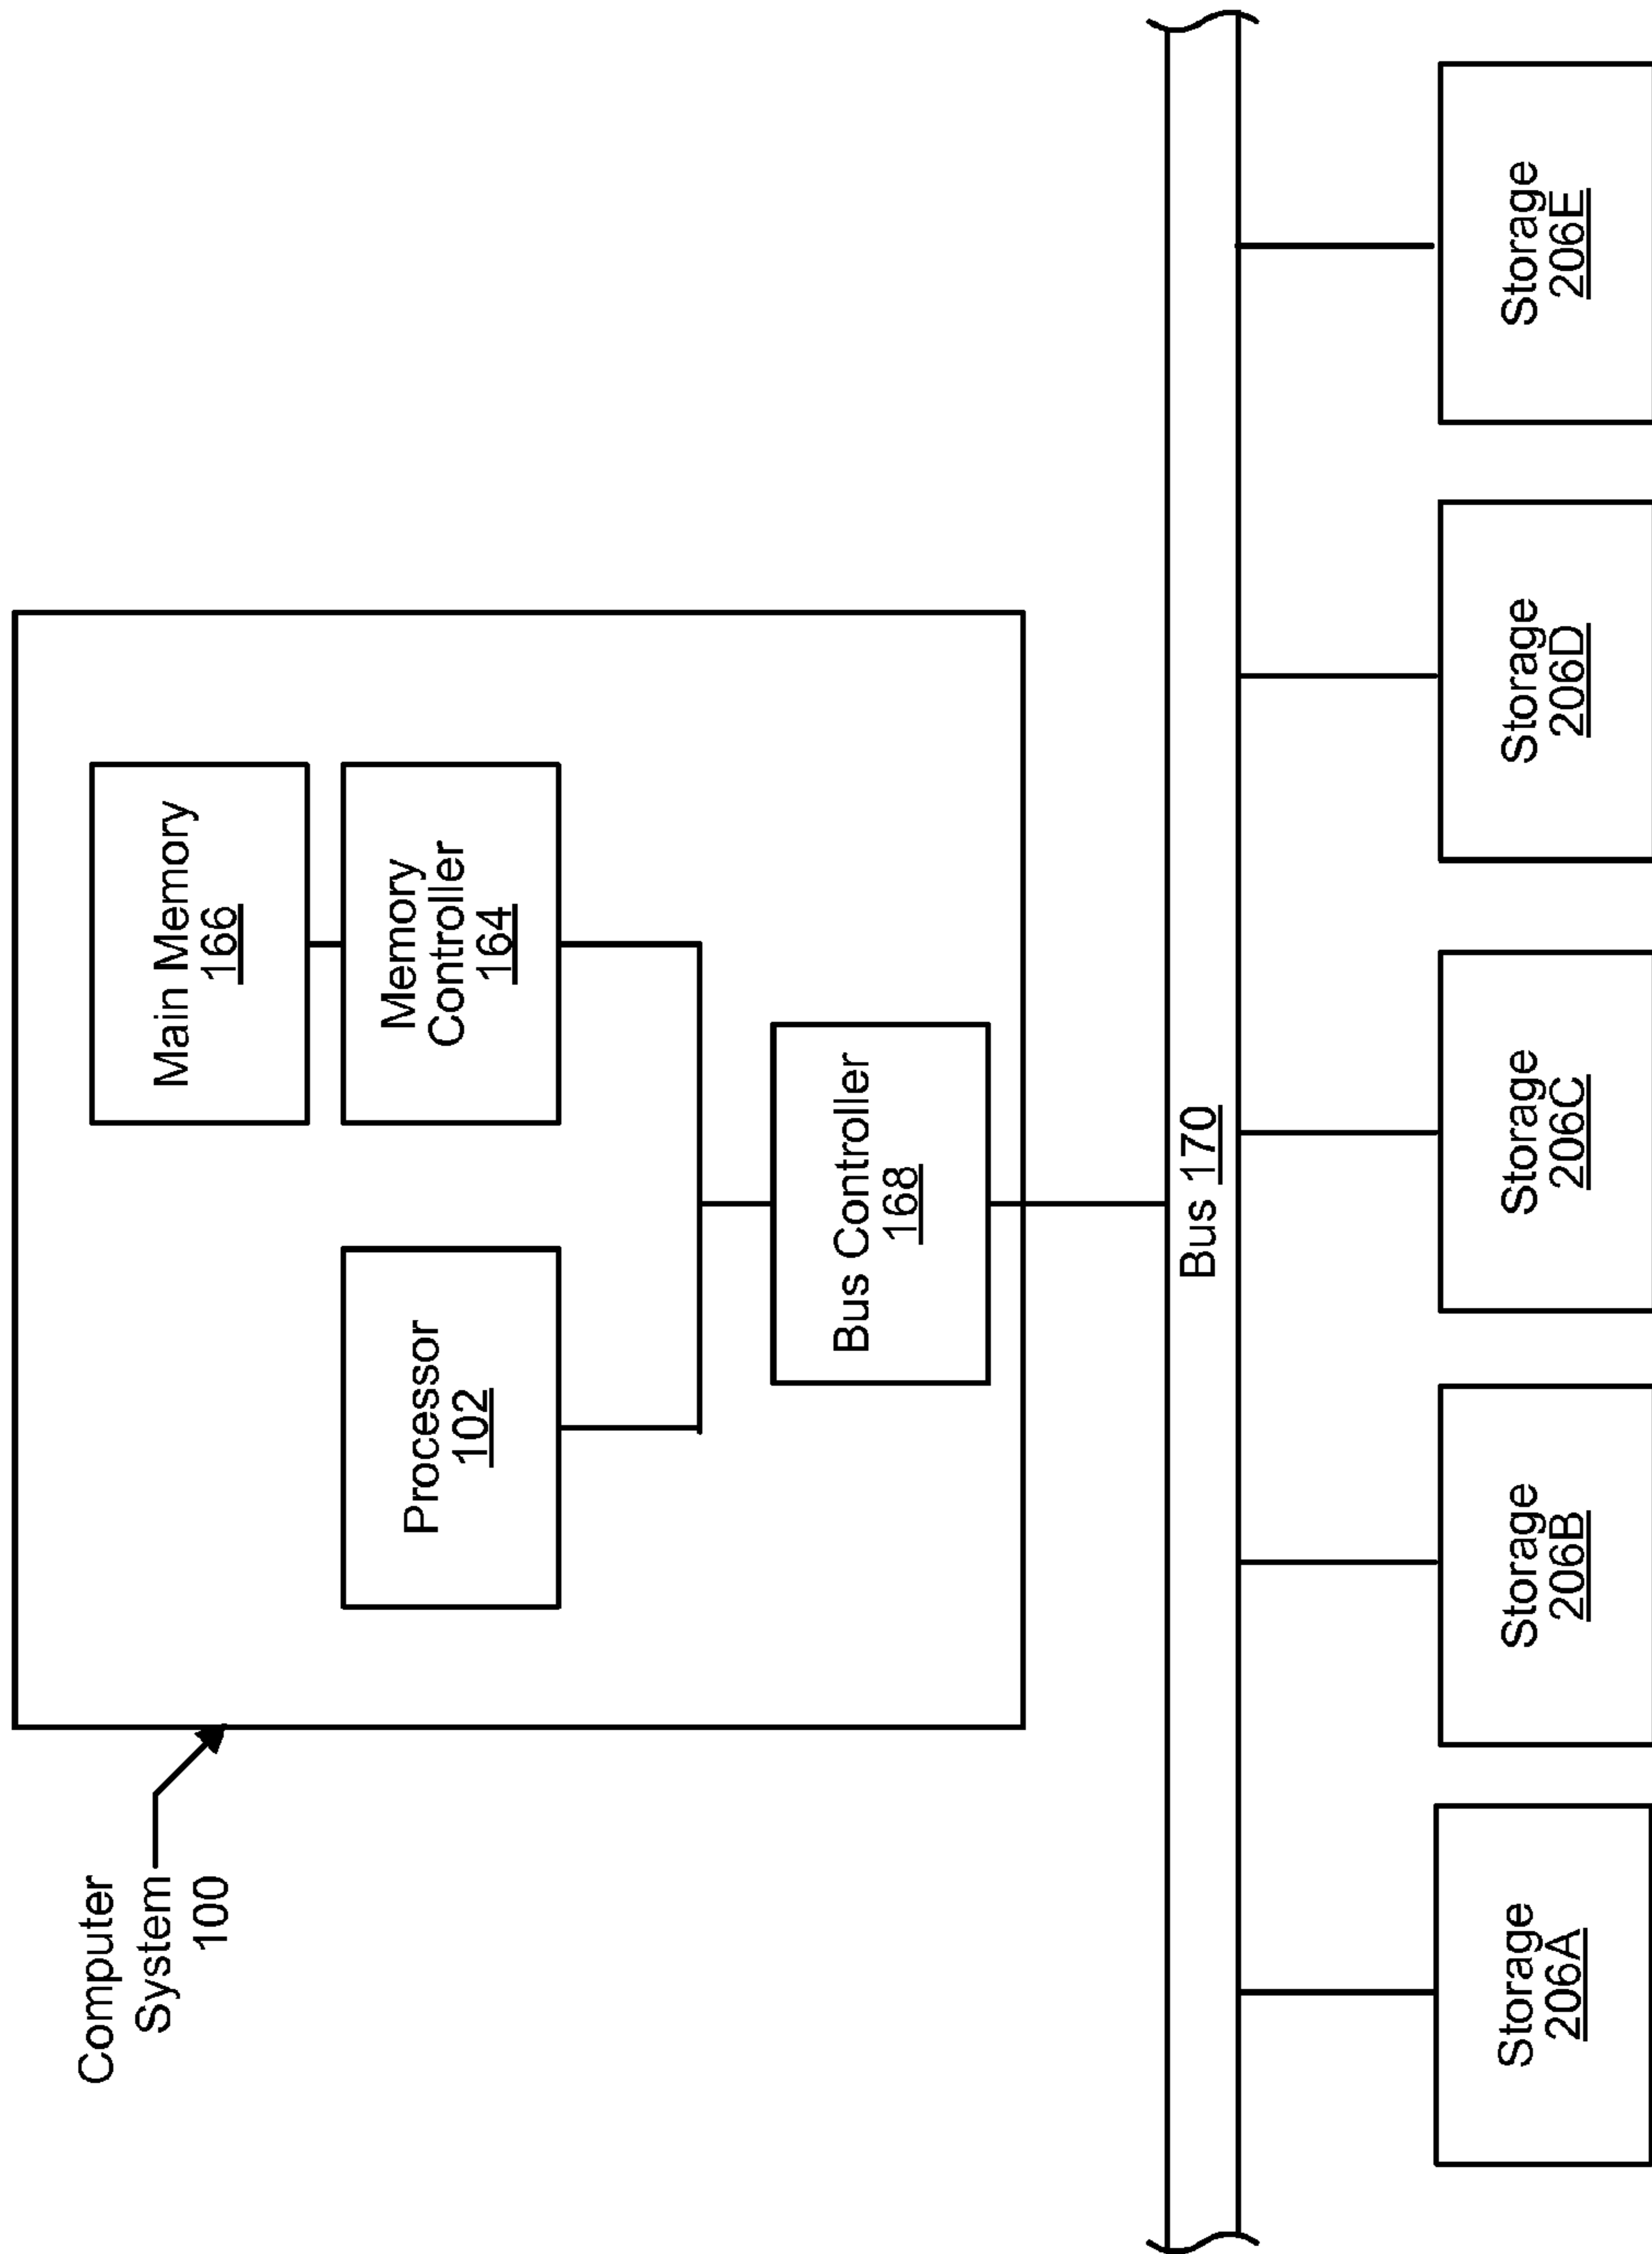 Computer
System
100
Main Memory
166
Processor
102
Memory
Controller
164
Bus Controller
168
Bus 170
Storage
206A
Storage
206B
Storage
206C
Storage
206D
Storage
206E